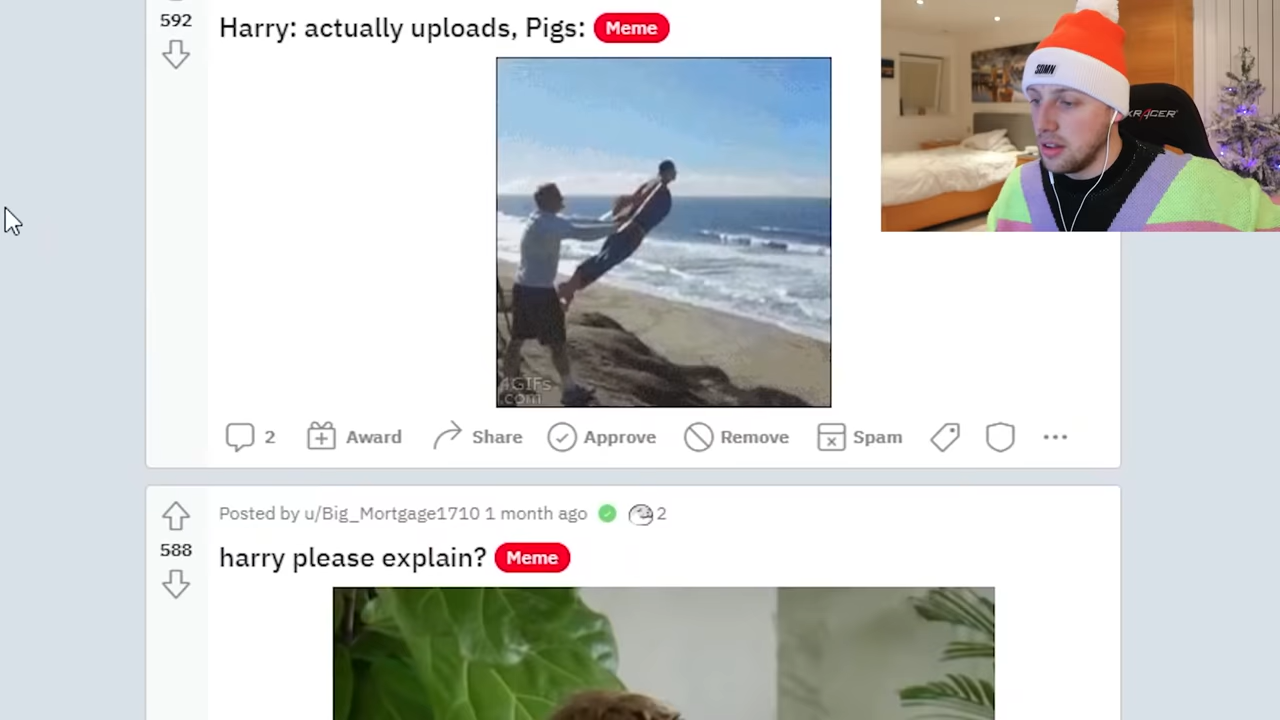 592
Harry: actually uploads, Pigs: Meme
SDMN
4GIFs
.com
2 Award Share Approve Remove Spam
Posted by u/Big_Mortgage1710 1 month ago 2
588
harry please explain? Meme